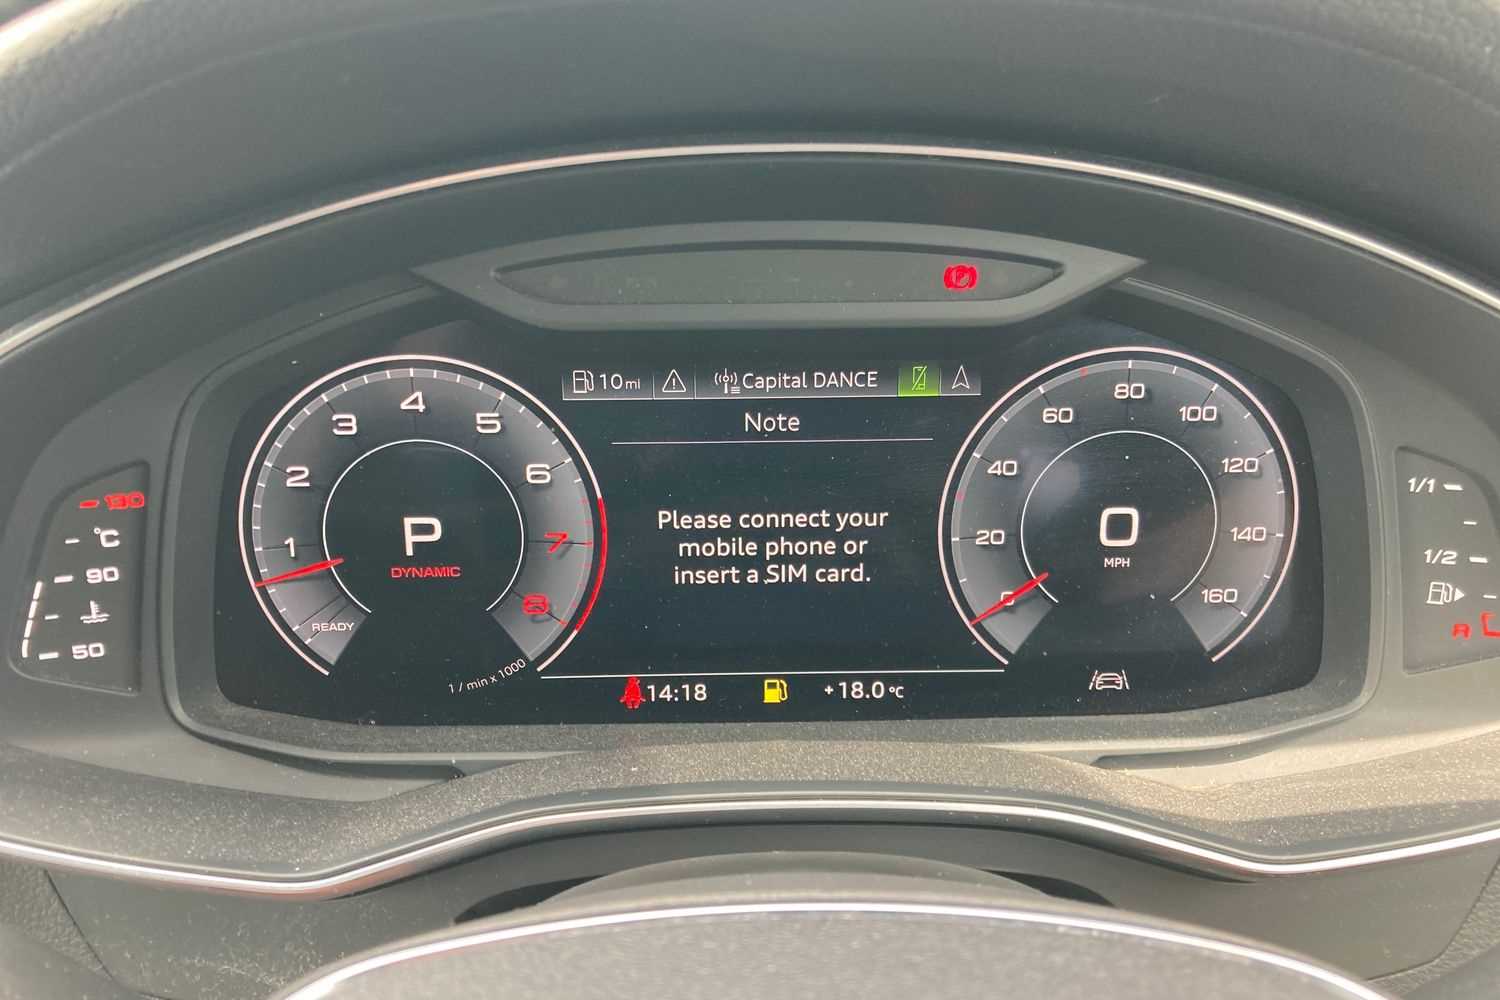 10 mi
Capital DANCE
Note
Please connect your
mobile phone or
insert a SIM card.
14:18
+18.0 °C
1
2
3
4
5
6
7
8
P
DYNAMIC
READY
1 / min x 1000
0
20
40
60
80
100
120
140
160
0
MPH
130
°C
90
50
1/1
1/2
R